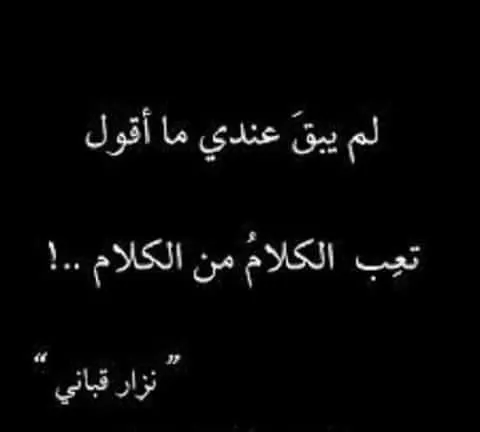 لم يبقَ عندي ما أقول
تعِب الكلامُ من الكلام ..!
” نزار قباني “